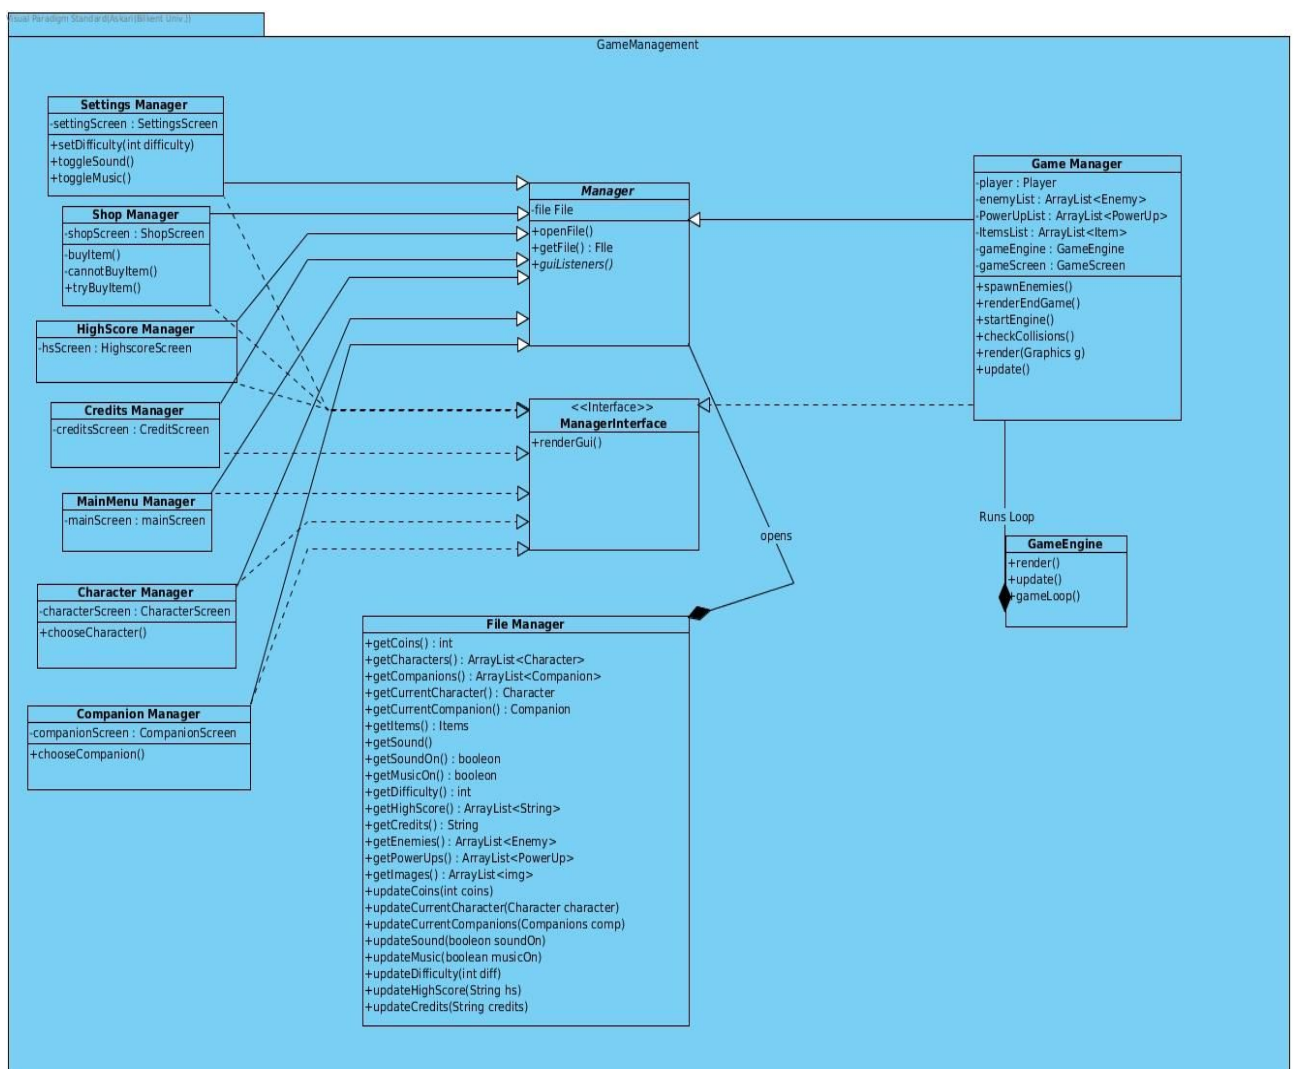 Visual Paradigm Standard(Askari(Bilkent Univ.))
GameManagement
Settings Manager
-settingScreen : SettingsScreen
+setDifficulty(int difficulty)
+toggleSound()
+toggleMusic()
Shop Manager
-shopScreen : ShopScreen
-buyItem()
-cannotBuyItem()
+tryBuyItem()
HighScore Manager
-hsScreen : HighscoreScreen
Credits Manager
-creditsScreen : CreditScreen
MainMenu Manager
-mainScreen : mainScreen
Character Manager
-characterScreen : CharacterScreen
+chooseCharacter()
Companion Manager
-companionScreen : CompanionScreen
+chooseCompanion()
Manager
-file File
+openFile()
+getFile() : FIle
+guiListeners()
<<Interface>>
ManagerInterface
+renderGui()
opens
File Manager
+getCoins() : int
+getCharacters() : ArrayList<Character>
+getCompanions() : ArrayList<Companion>
+getCurrentCharacter() : Character
+getCurrentCompanion() : Companion
+getItems() : Items
+getSound()
+getSoundOn() : booleon
+getMusicOn() : booleon
+getDifficulty() : int
+getHighScore() : ArrayList<String>
+getCredits() : String
+getEnemies() : ArrayList<Enemy>
+getPowerUps() : ArrayList<PowerUp>
+getImages() : ArrayList<img>
+updateCoins(int coins)
+updateCurrentCharacter(Character character)
+updateCurrentCompanions(Companions comp)
+updateSound(booleon soundOn)
+updateMusic(boolean musicOn)
+updateDifficulty(int diff)
+updateHighScore(String hs)
+updateCredits(String credits)
Game Manager
-player : Player
-enemyList : ArrayList<Enemy>
-PowerUpList : ArrayList<PowerUp>
-ItemsList : ArrayList<Item>
-gameEngine : GameEngine
-gameScreen : GameScreen
+spawnEnemies()
+renderEndGame()
+startEngine()
+checkCollisions()
+render(Graphics g)
+update()
Runs Loop
GameEngine
+render()
+update()
+gameLoop()